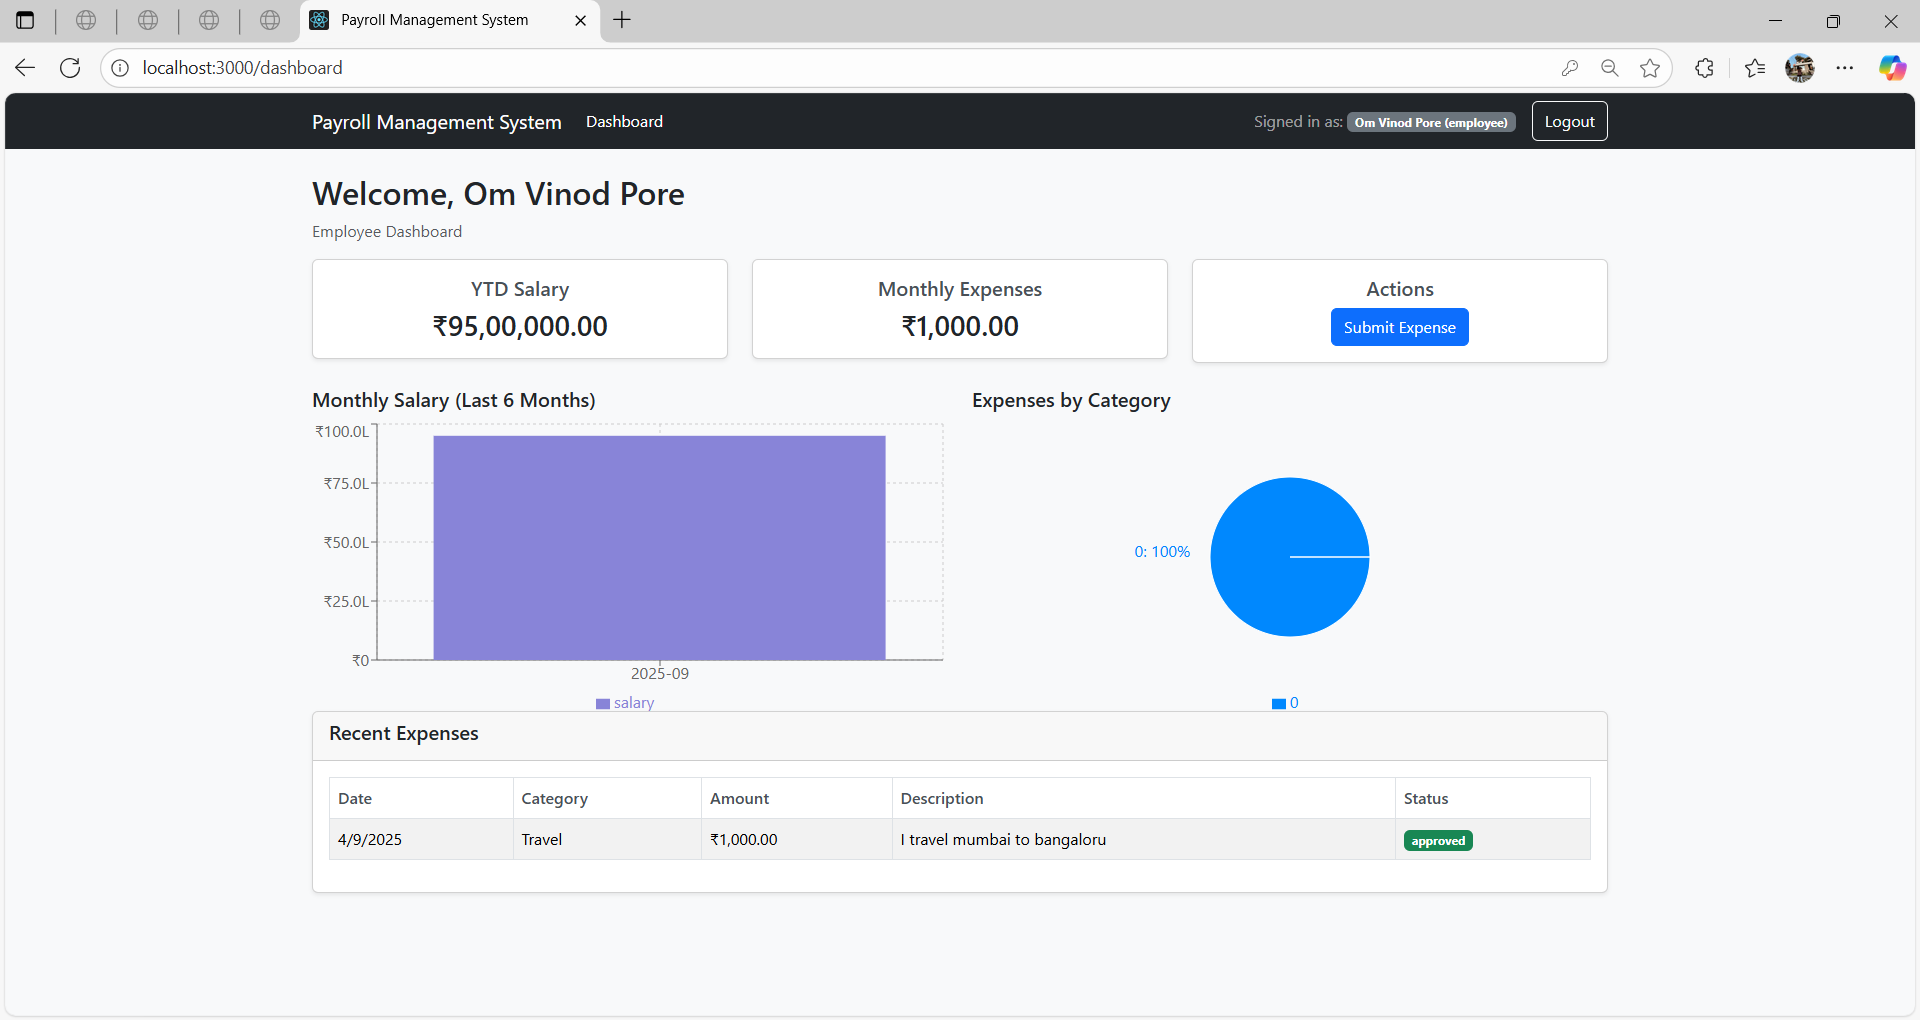 Payroll Management System
localhost:3000/dashboard
Payroll Management System Dashboard Signed in as: Om Vinod Pore (employee) Logout
Welcome, Om Vinod Pore
Employee Dashboard
YTD Salary
₹95,00,000.00
Monthly Expenses
₹1,000.00
Actions
Submit Expense
Monthly Salary (Last 6 Months)
₹100.0L
₹75.0L
₹50.0L
₹25.0L
₹0
2025-09
salary
Expenses by Category
0: 100%
0
Recent Expenses
Date Category Amount Description Status
4/9/2025 Travel ₹1,000.00 I travel mumbai to bangaloru approved